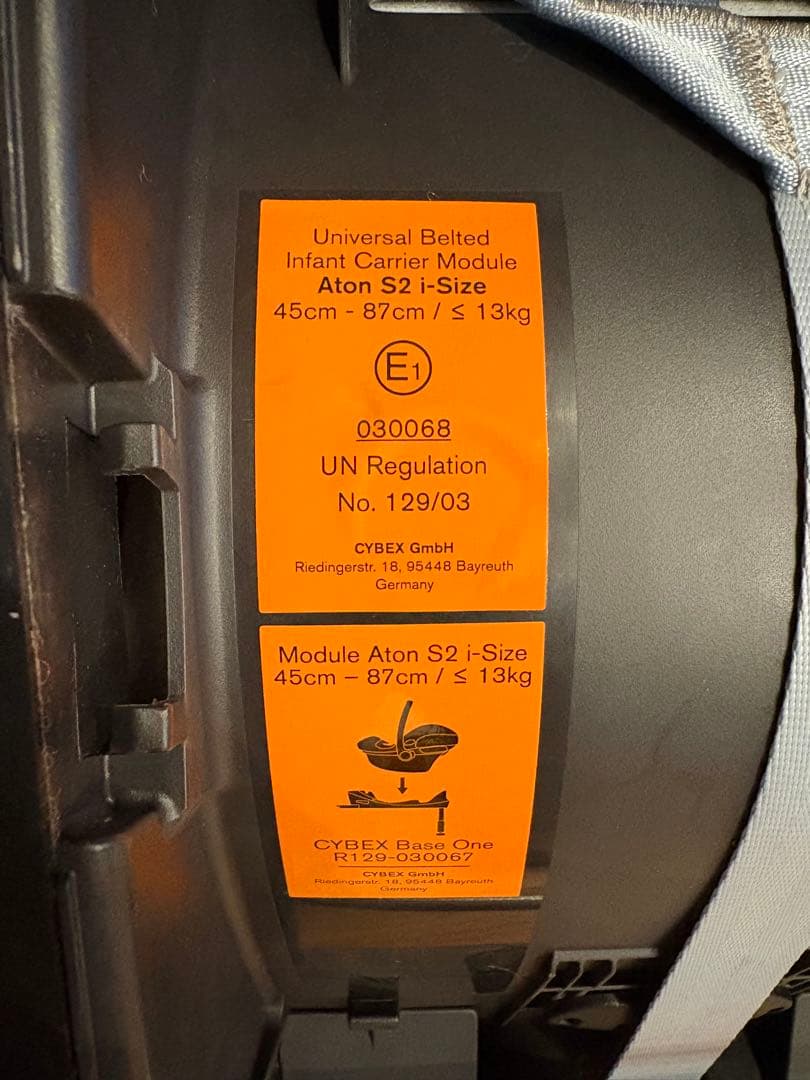 Universal Belted
Infant Carrier Module
Aton S2 i-Size
45cm - 87cm / ≤ 13kg
E1
030068
UN Regulation
No. 129/03
CYBEX GmbH
Riedingerstr. 18, 95448 Bayreuth
Germany
Module Aton S2 i-Size
45cm – 87cm / ≤ 13kg
CYBEX Base One
R129-030067
CYBEX GmbH
Riedingerstr. 18, 95448 Bayreuth
Germany